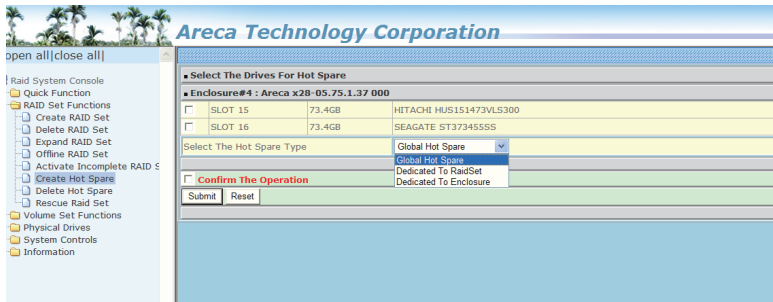 Areca Technology Corporation
open all|close all|
Raid System Console
Quick Function
RAID Set Functions
Create RAID Set
Delete RAID Set
Expand RAID Set
Offline RAID Set
Activate Incomplete RAID S
Create Hot Spare
Delete Hot Spare
Rescue Raid Set
Volume Set Functions
Physical Drives
System Controls
Information
Select The Drives For Hot Spare
Enclosure#4 : Areca x28-05.75.1.37 000
SLOT 15 73.4GB HITACHI HUS151473VLS300
SLOT 16 73.4GB SEAGATE ST373455SS
Select The Hot Spare Type Global Hot Spare
Global Hot Spare
Dedicated To RaidSet
Dedicated To Enclosure
Confirm The Operation
Submit Reset